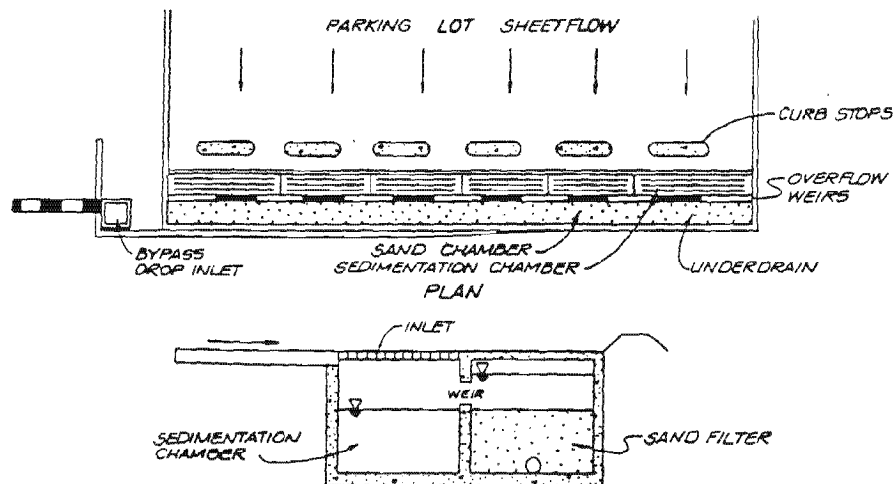 PARKING LOT SHEETFLOW
CURB STOPS
OVERFLOW
WEIRS
BYPASS
DROP INLET
SAND CHAMBER
SEDIMENTATION CHAMBER
UNDERDRAIN
PLAN
INLET
WEIR
SEDIMENTATION
CHAMBER
SAND FILTER